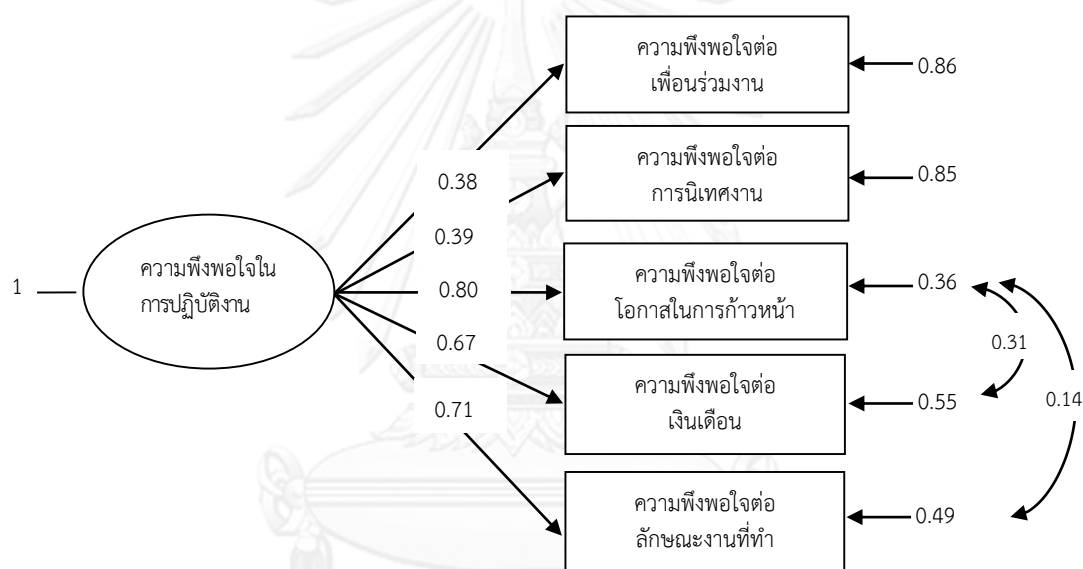 ความพึงพอใจต่อ
เพื่อนร่วมงาน
0.86
0.38
ความพึงพอใจต่อ
การนิเทศงาน
0.85
0.39
1
ความพึงพอใจใน
การปฏิบัติงาน
0.80
ความพึงพอใจต่อ
โอกาสในการก้าวหน้า
0.36
0.31
0.67
ความพึงพอใจต่อ
เงินเดือน
0.55
0.14
0.71
ความพึงพอใจต่อ
ลักษณะงานที่ทำ
0.49